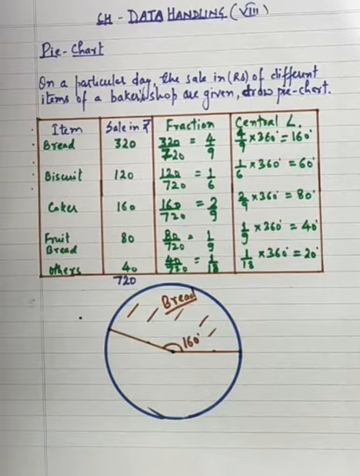 CH - DATA HANDLING (VIII)
Pie - Chart
On a particular day, the sale in (Rs) of different
items of a baker's shop are given, draw pie-chart.
Item Sale in ₹ Fraction Central ∠.
Bread 320 320/720 = 4/9 4/9 ×360° = 160°
Biscuit 120 120/720 = 1/6 1/6 ×360° = 60°
Cakes 160 160/720 = 2/9 2/9 ×360° = 80°
Fruit Bread 80 80/720 = 1/9 1/9 ×360° = 40°
Others 40 40/720 = 1/18 1/18 ×360° = 20°
720
Bread
160°